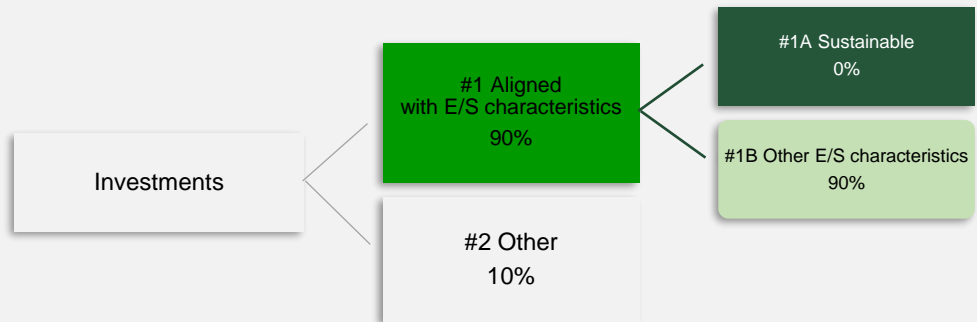 Investments
#1 Aligned
with E/S characteristics
90%
#2 Other
10%
#1A Sustainable
0%
#1B Other E/S characteristics
90%